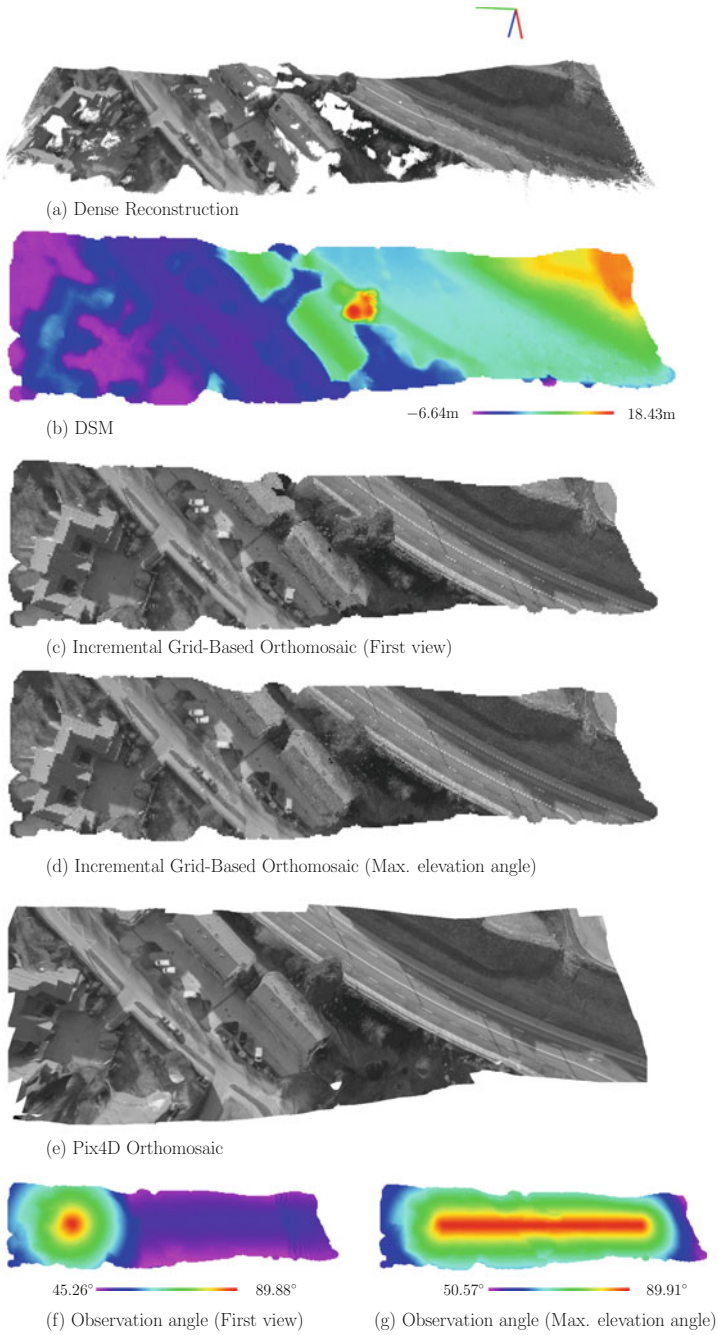 (a) Dense Reconstruction
(b) DSM
−6.64m 18.43m
(c) Incremental Grid-Based Orthomosaic (First view)
(d) Incremental Grid-Based Orthomosaic (Max. elevation angle)
(e) Pix4D Orthomosaic
45.26° 89.88°
50.57° 89.91°
(f) Observation angle (First view)
(g) Observation angle (Max. elevation angle)